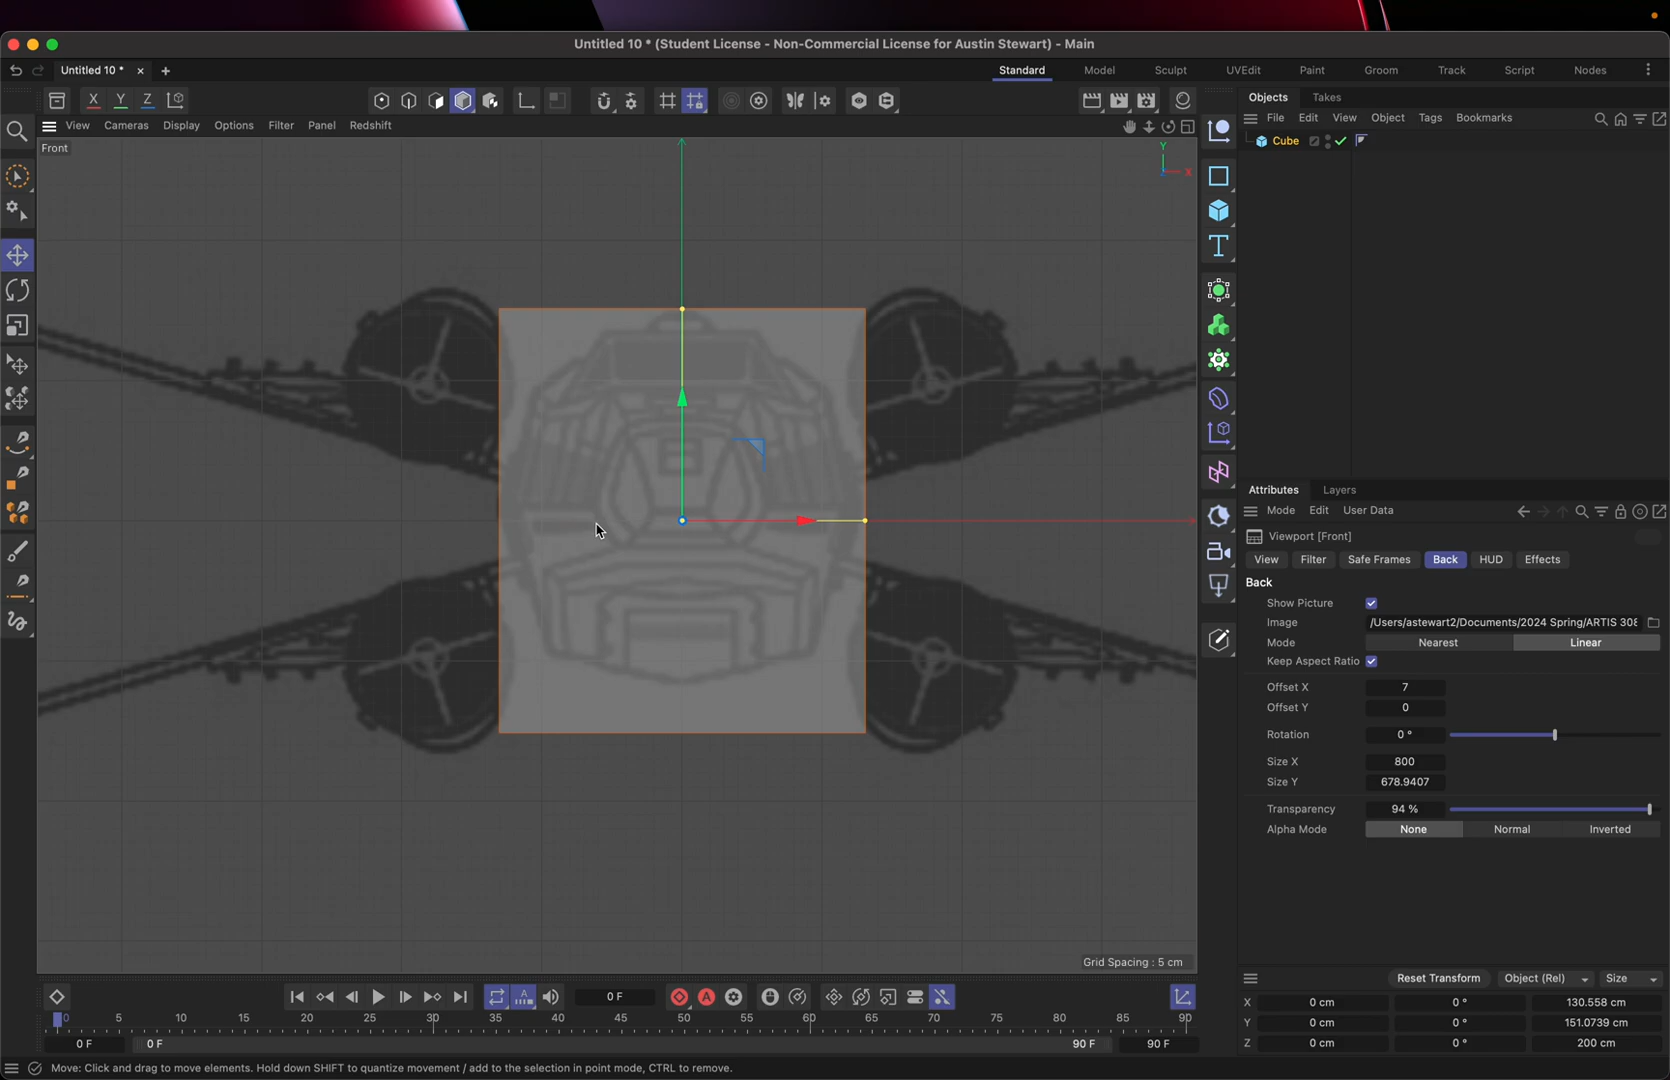 Untitled 10 * (Student License - Non-Commercial License for Austin Stewart) - Main
Untitled 10 * × +
Standard Model Sculpt UVEdit Paint Groom Track Script Nodes
X Y Z
Objects Takes
View Cameras Display Options Filter Panel Redshift
File Edit View Object Tags Bookmarks
Front
Y
X
Cube
T
Attributes Layers
Mode Edit User Data
Viewport [Front]
View Filter Safe Frames Back HUD Effects
Back
Show Picture
Image /Users/astewart2/Documents/2024 Spring/ARTIS 308
Mode Nearest Linear
Keep Aspect Ratio
Offset X 7
Offset Y 0
Rotation 0 °
Size X 800
Size Y 678.9407
Transparency 94 %
Alpha Mode None Normal Inverted
Grid Spacing : 5 cm
Reset Transform Object (Rel) Size
0 F
A
X 0 cm 0 ° 130.558 cm
0 5 10 15 20 25 30 35 40 45 50 55 60 65 70 75 80 85 90
Y 0 cm 0 ° 151.0739 cm
0 F 0 F 90 F 90 F
Z 0 cm 0 ° 200 cm
Move: Click and drag to move elements. Hold down SHIFT to quantize movement / add to the selection in point mode, CTRL to remove.